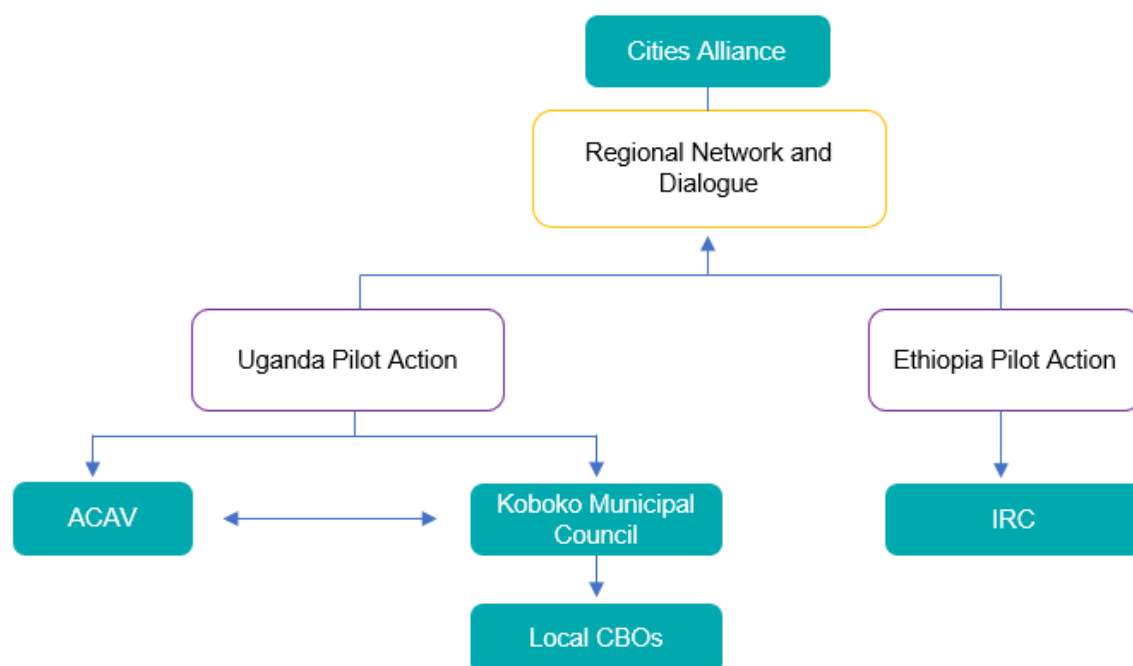 Cities Alliance
Regional Network and
Dialogue
Uganda Pilot Action
Ethiopia Pilot Action
ACAV
Koboko Municipal
Council
IRC
Local CBOs